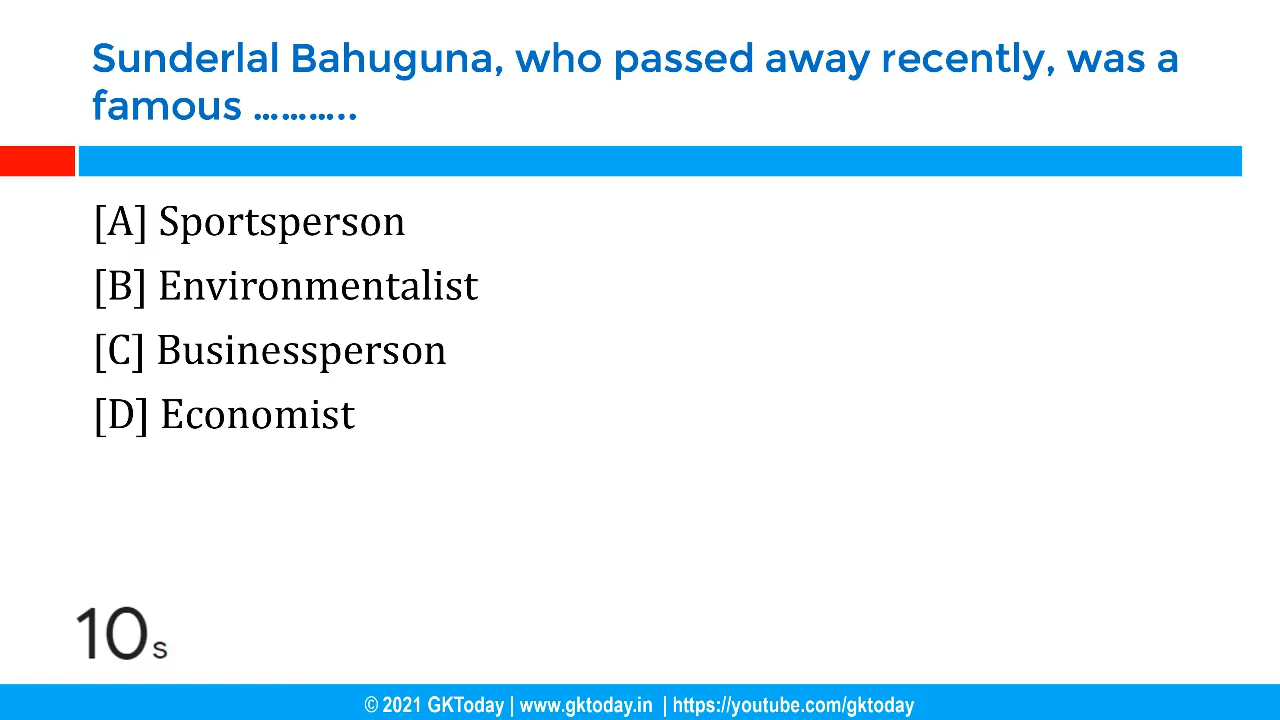 Sunderlal Bahuguna, who passed away recently, was a
famous ………..
[A] Sportsperson
[B] Environmentalist
[C] Businessperson
[D] Economist
10s
© 2021 GKToday | www.gktoday.in | https://youtube.com/gktoday